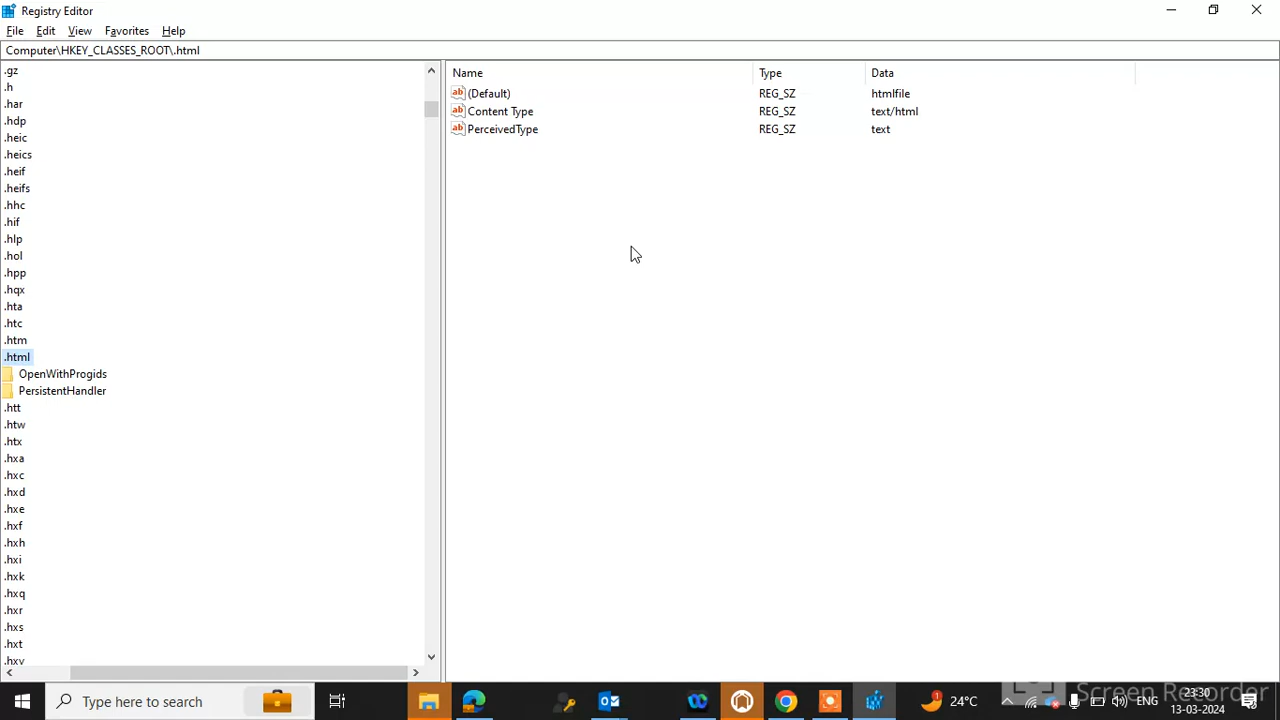 Registry Editor
File Edit View Favorites Help
Computer\HKEY_CLASSES_ROOT\.html
.gz
.h
.har
.hdp
.heic
.heics
.heif
.heifs
.hhc
.hif
.hlp
.hol
.hpp
.hqx
.hta
.htc
.htm
.html
OpenWithProgids
PersistentHandler
.htt
.htw
.htx
.hxa
.hxc
.hxd
.hxe
.hxf
.hxh
.hxi
.hxk
.hxq
.hxr
.hxs
.hxt
.hxv
Name Type Data
(Default) REG_SZ htmlfile
Content Type REG_SZ text/html
PerceivedType REG_SZ text
Type here to search
24°C
ENG
23:30
13-03-2024
Screen Recorder